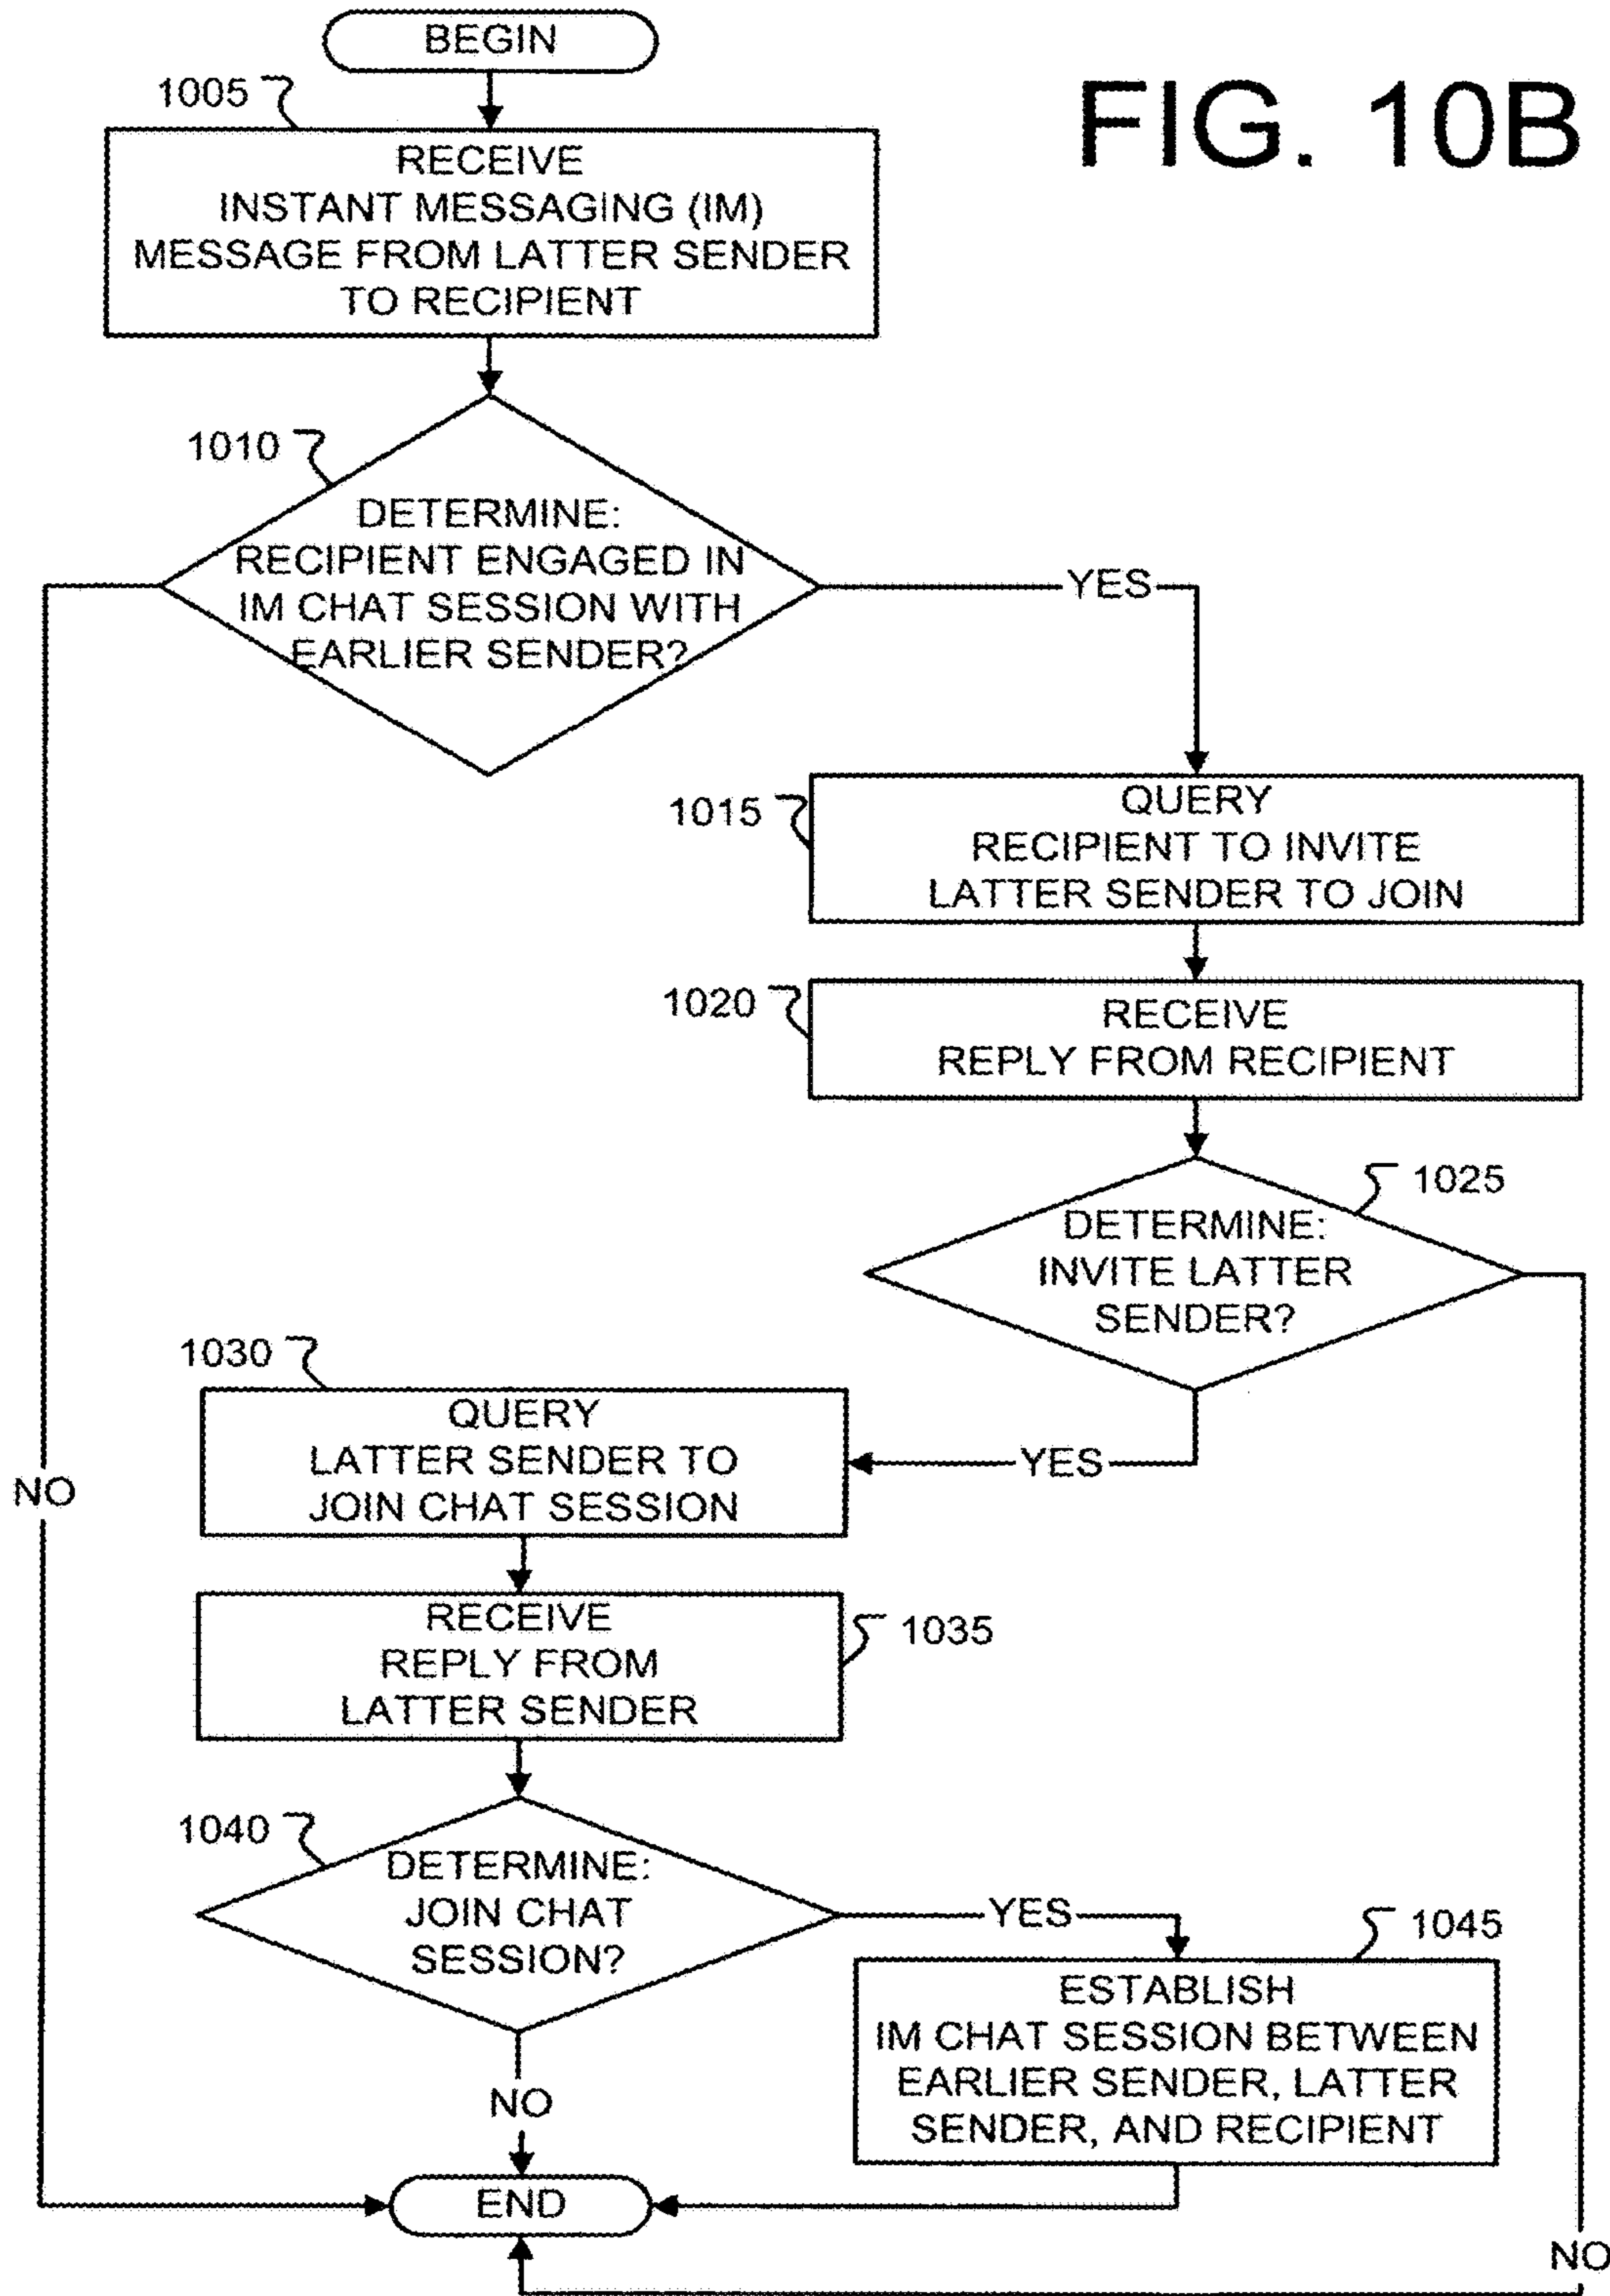 BEGIN
FIG. 10B
1005
RECEIVE
INSTANT MESSAGING (IM)
MESSAGE FROM LATTER SENDER
TO RECIPIENT
1010
DETERMINE:
RECIPIENT ENGAGED IN
IM CHAT SESSION WITH
EARLIER SENDER?
YES
1015
QUERY
RECIPIENT TO INVITE
LATTER SENDER TO JOIN
1020
RECEIVE
REPLY FROM RECIPIENT
1025
DETERMINE:
INVITE LATTER
SENDER?
1030
QUERY
LATTER SENDER TO
JOIN CHAT SESSION
YES
NO
RECEIVE
REPLY FROM
LATTER SENDER
1035
1040
DETERMINE:
JOIN CHAT
SESSION?
YES
1045
ESTABLISH
IM CHAT SESSION BETWEEN
EARLIER SENDER, LATTER
SENDER, AND RECIPIENT
NO
END
NO